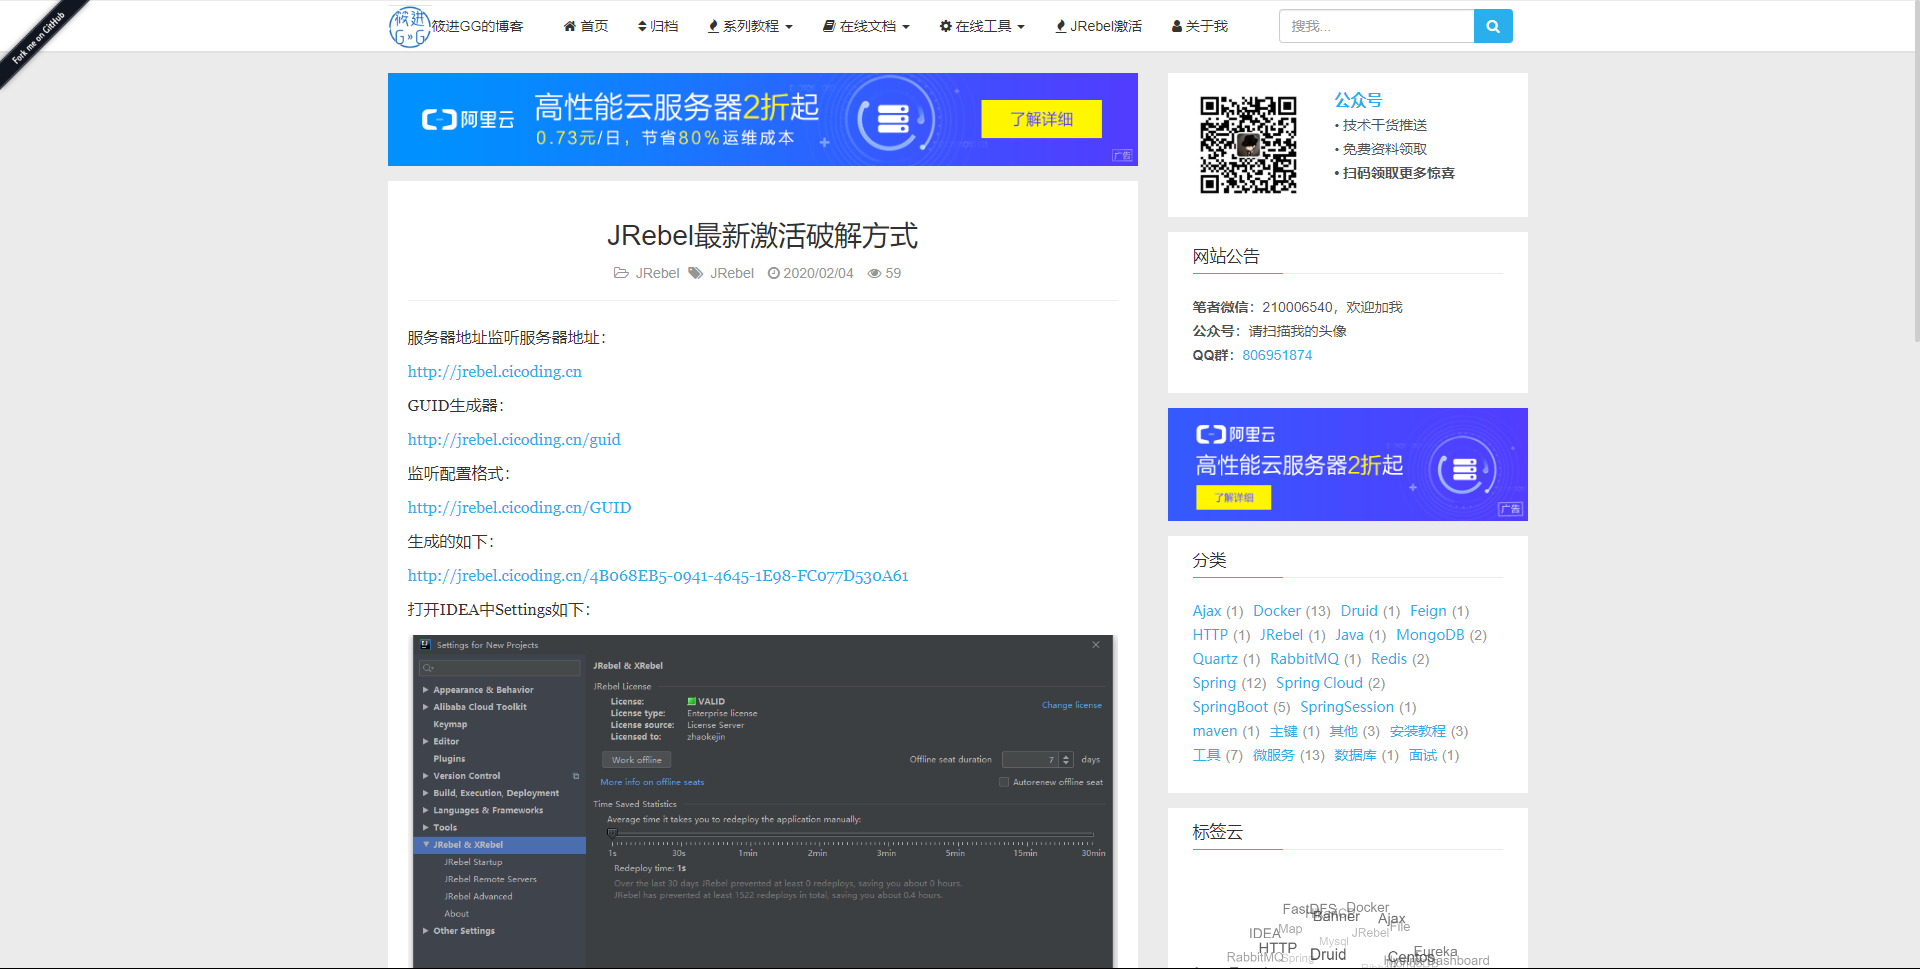 Fork me on GitHub
筱进GG的博客
首页
归档
系列教程
在线文档
在线工具
JRebel激活
关于我
搜我...
阿里云
高性能云服务器2折起
0.73元/日，节省80%运维成本
了解详细
广告
JRebel最新激活破解方式
JRebel JRebel 2020/02/04 59
服务器地址监听服务器地址：
http://jrebel.cicoding.cn
GUID生成器：
http://jrebel.cicoding.cn/guid
监听配置格式：
http://jrebel.cicoding.cn/GUID
生成的如下：
http://jrebel.cicoding.cn/4B068EB5-0941-4645-1E98-FC077D530A61
打开IDEA中Settings如下：
Settings for New Projects
Appearance & Behavior
Alibaba Cloud Toolkit
Keymap
Editor
Plugins
Version Control
Build, Execution, Deployment
Languages & Frameworks
Tools
JRebel & XRebel
JRebel Startup
JRebel Remote Servers
JRebel Advanced
About
Other Settings
JRebel & XRebel
JRebel License
License: VALID
Change license
License type: Enterprise license
License source: License Server
Licensed to: zhaokejin
Work offline
Offline seat duration 7 days
More info on offline seats
Autorenew offline seat
Time Saved Statistics
Average time it takes you to redeploy the application manually:
1s 30s 1min 2min 3min 5min 15min 30min
Redeploy time: 1s
Over the last 30 days JRebel prevented at least 0 redeploys, saving you about 0 hours.
JRebel has prevented at least 1522 redeploys in total, saving you about 0.4 hours.
公众号
• 技术干货推送
• 免费资料领取
• 扫码领取更多惊喜
网站公告
笔者微信：210006540，欢迎加我
公众号：请扫描我的头像
QQ群：806951874
阿里云
高性能云服务器2折起
了解详细
广告
分类
Ajax (1) Docker (13) Druid (1) Feign (1)
HTTP (1) JRebel (1) Java (1) MongoDB (2)
Quartz (1) RabbitMQ (1) Redis (2)
Spring (12) Spring Cloud (2)
SpringBoot (5) SpringSession (1)
maven (1) 主键 (1) 其他 (3) 安装教程 (3)
工具 (7) 微服务 (13) 数据库 (1) 面试 (1)
标签云
FastDFS
Docker
Banner
Ajax
File
Map
IDEA
JRebel
Mysql
HTTP
Druid
Eureka
RabbitMQ
Spring
Centos
Dashboard